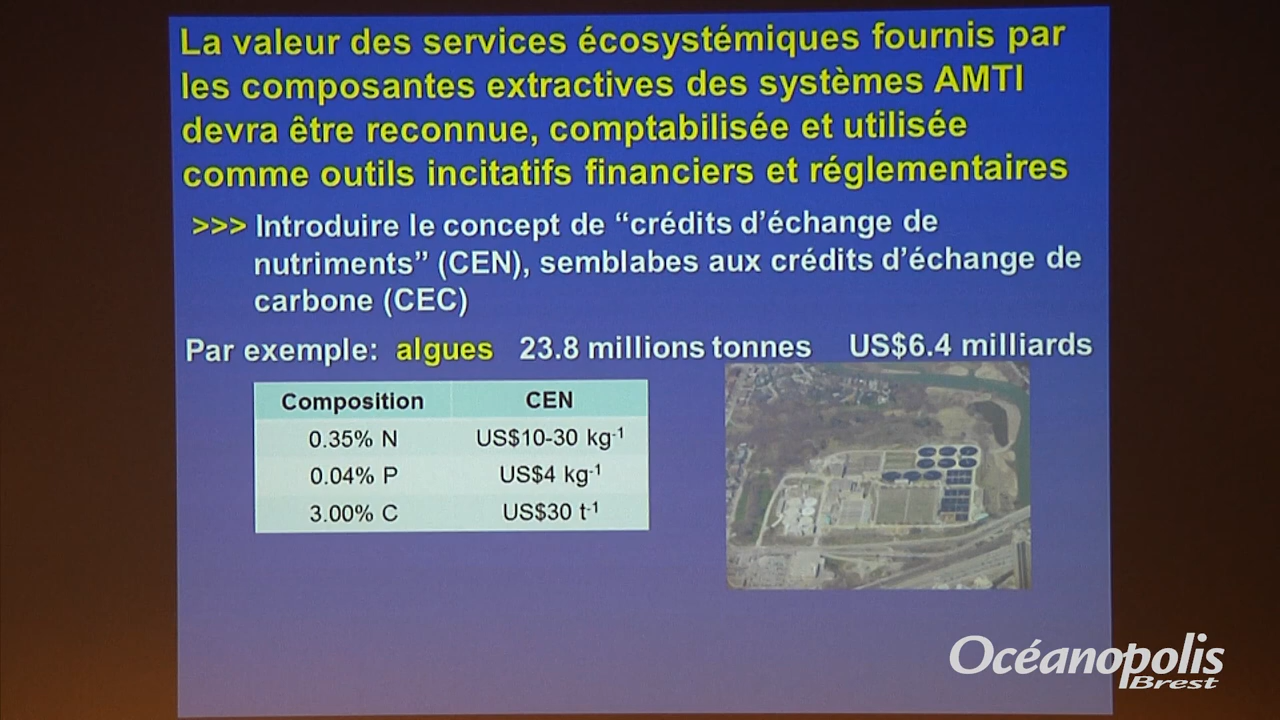 La valeur des services écosystémiques fournis par
les composantes extractives des systèmes AMTI
devra être reconnue, comptabilisée et utilisée
comme outils incitatifs financiers et réglementaires
>>> Introduire le concept de “crédits d’échange de
nutriments” (CEN), semblabes aux crédits d’échange de
carbone (CEC)
Par exemple: algues 23.8 millions tonnes US$6.4 milliards
Composition CEN
0.35% N US$10-30 kg-1
0.04% P US$4 kg-1
3.00% C US$30 t-1
Océanopolis
Brest